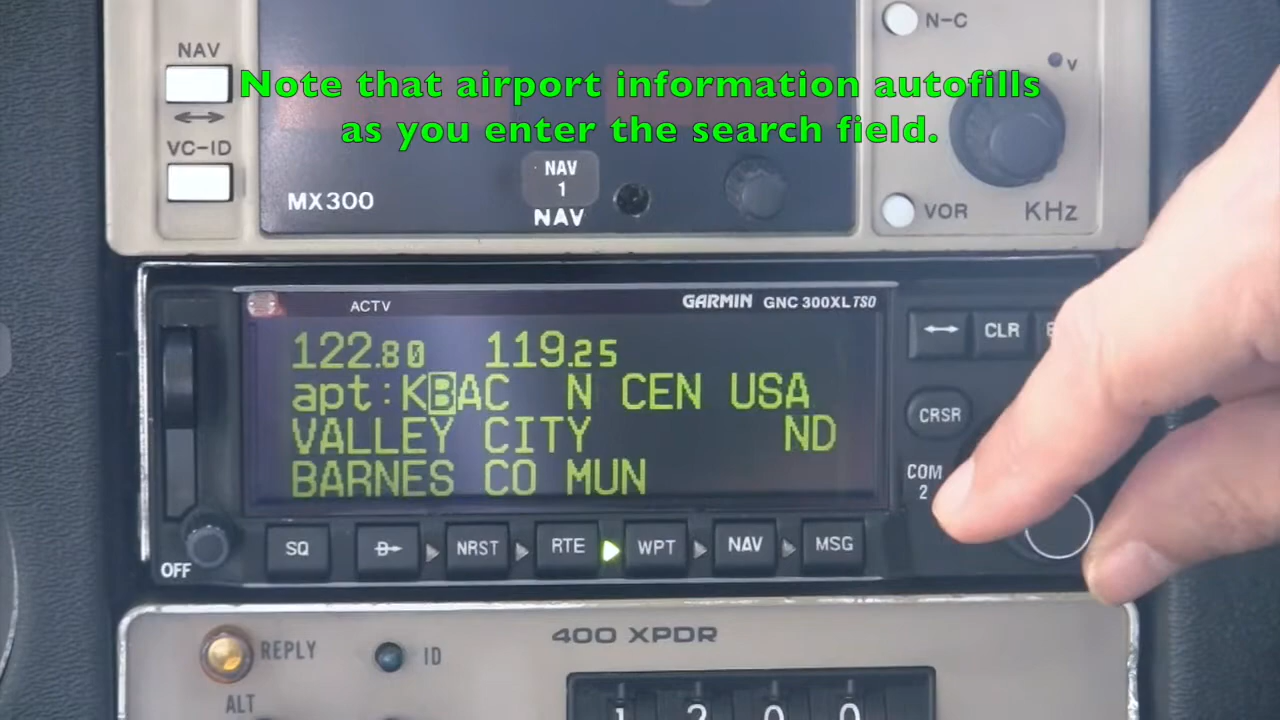 NAV
VC-ID
N-C
V
Note that airport information autofills
as you enter the search field.
MX300
NAV
1
NAV
VOR
KHz
ACTV
GARMIN GNC 300XL TSO
122.80 119.25
apt:KBAC N CEN USA
VALLEY CITY ND
BARNES CO MUN
CLR
CRSR
COM
2
OFF
SQ
D
NRST
RTE
WPT
NAV
MSG
400 XPDR
REPLY
ID
ALT
1 2 0 0